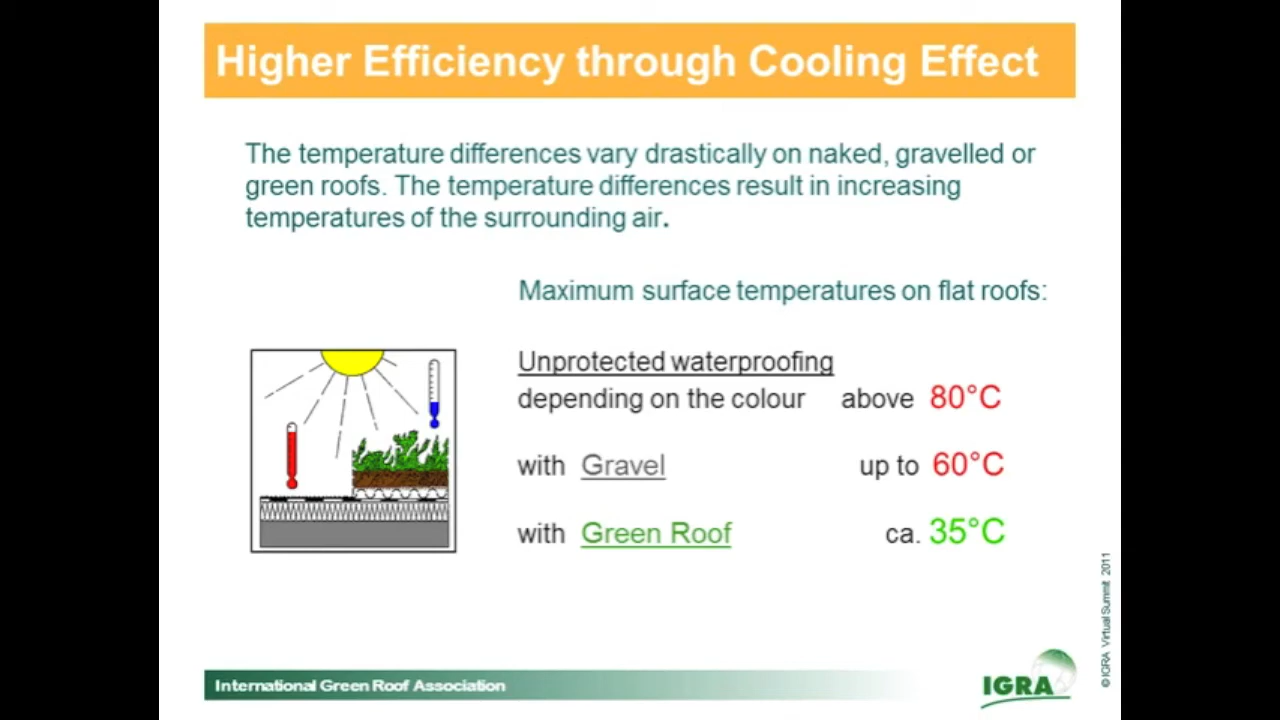 Higher Efficiency through Cooling Effect
The temperature differences vary drastically on naked, gravelled or
green roofs. The temperature differences result in increasing
temperatures of the surrounding air.
Maximum surface temperatures on flat roofs:
Unprotected waterproofing
depending on the colour above 80°C
with Gravel up to 60°C
with Green Roof ca. 35°C
© IGRA Virtual Summit 2011
International Green Roof Association
IGRA